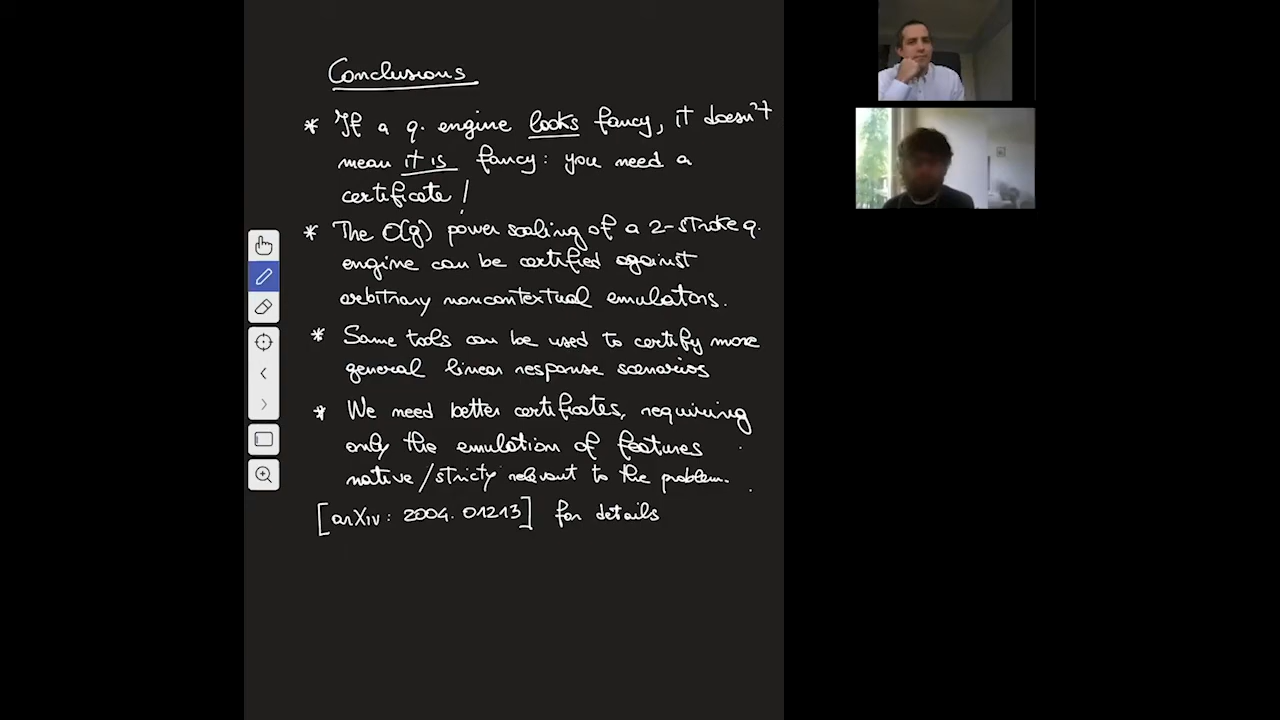 Conclusions
* If a q. engine looks fancy, it doesn't
mean it is fancy: you need a
certificate!
* The O(g) power scaling of a 2-stroke q.
engine can be certified against
arbitrary noncontextual emulators.
* Same tools can be used to certify more
general linear response scenarios
* We need better certificates, requiring
only the emulation of features
native/stricty relevant to the problem.
[arXiv: 2004.01213] for details